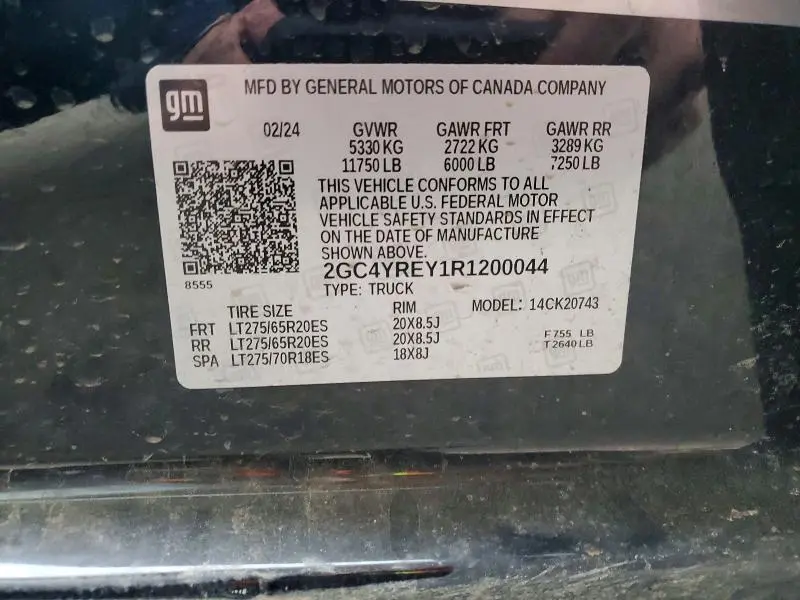 gm
MFD BY GENERAL MOTORS OF CANADA COMPANY
02/24 GVWR GAWR FRT GAWR RR
5330 KG 2722 KG 3289 KG
11750 LB 6000 LB 7250 LB
THIS VEHICLE CONFORMS TO ALL
APPLICABLE U.S. FEDERAL MOTOR
VEHICLE SAFETY STANDARDS IN EFFECT
ON THE DATE OF MANUFACTURE
SHOWN ABOVE.
8555
2GC4YREY1R1200044
TYPE: TRUCK
TIRE SIZE RIM MODEL: 14CK20743
FRT LT275/65R20ES 20X8.5J
RR LT275/65R20ES 20X8.5J
SPA LT275/70R18ES 18X8J
F755 LB
T2640LB